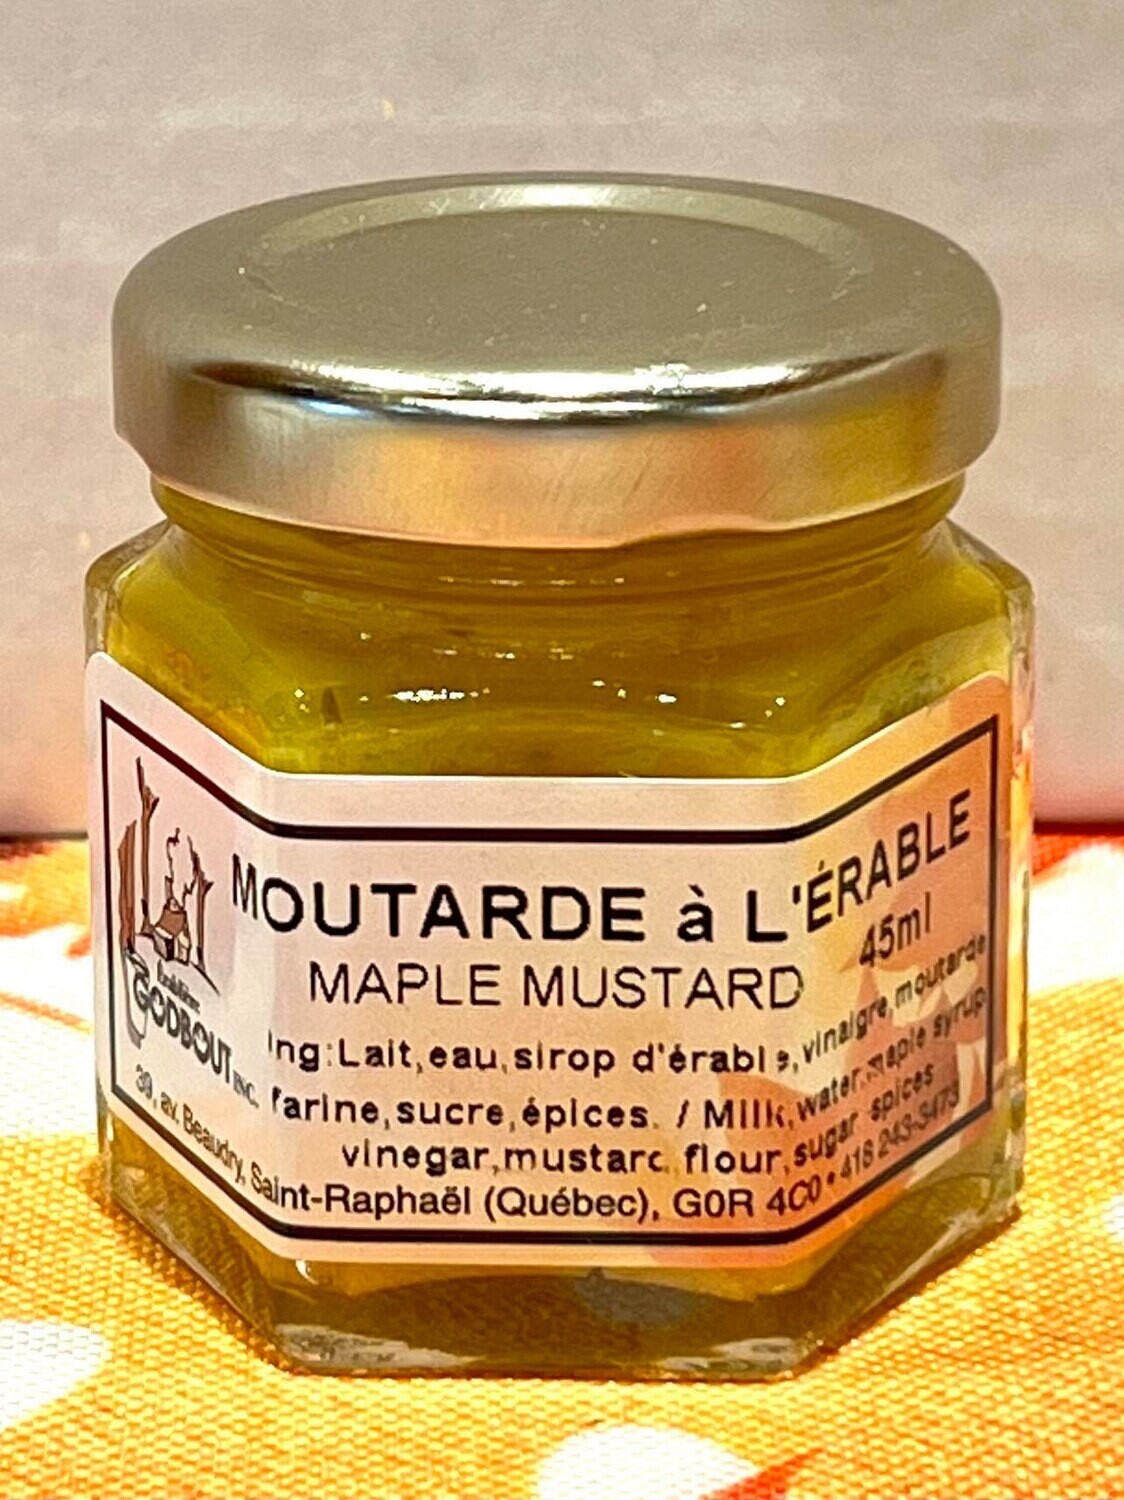 MOUTARDE à L'ÉRABLE
45ml
MAPLE MUSTARD
Érablière
GODBOUT INC.
Ing:Lait,eau,sirop d'érable,vinaigre,moutarde
farine,sucre,épices. / Milk,water,maple syrup
vinegar,mustard flour,sugar spices
39, av. Beaudry, Saint-Raphaël (Québec), G0R 4C0 • 418 243-3473